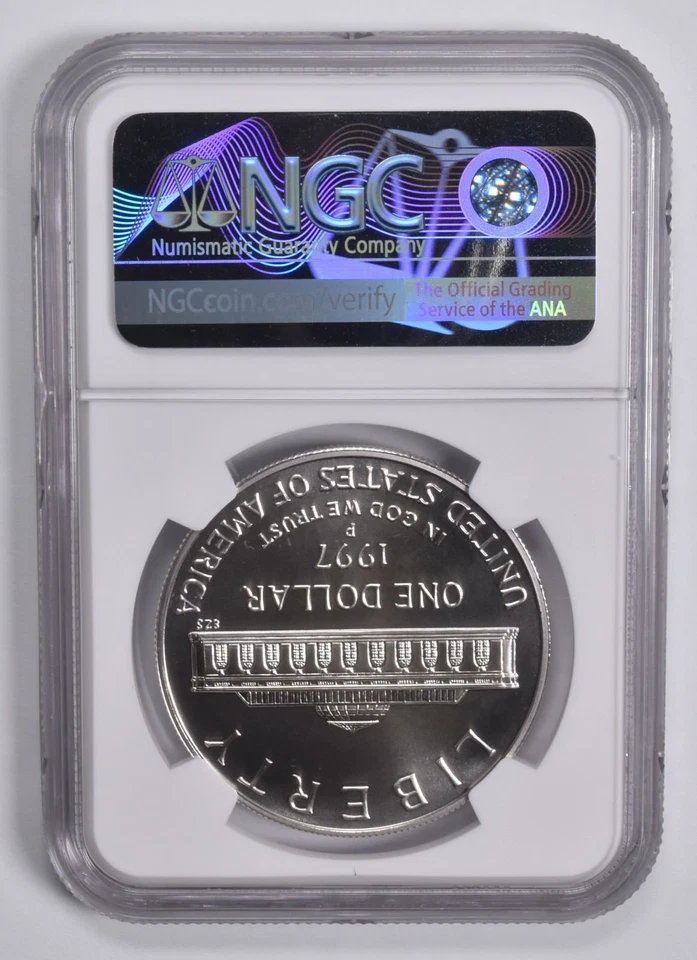 NGC
Numismatic Guaranty Company
NGCcoin.com/verify
The Official Grading
Service of the ANA
LIBERTY
EZS
ONE DOLLAR
1997
P
IN GOD WE TRUST
UNITED STATES OF AMERICA